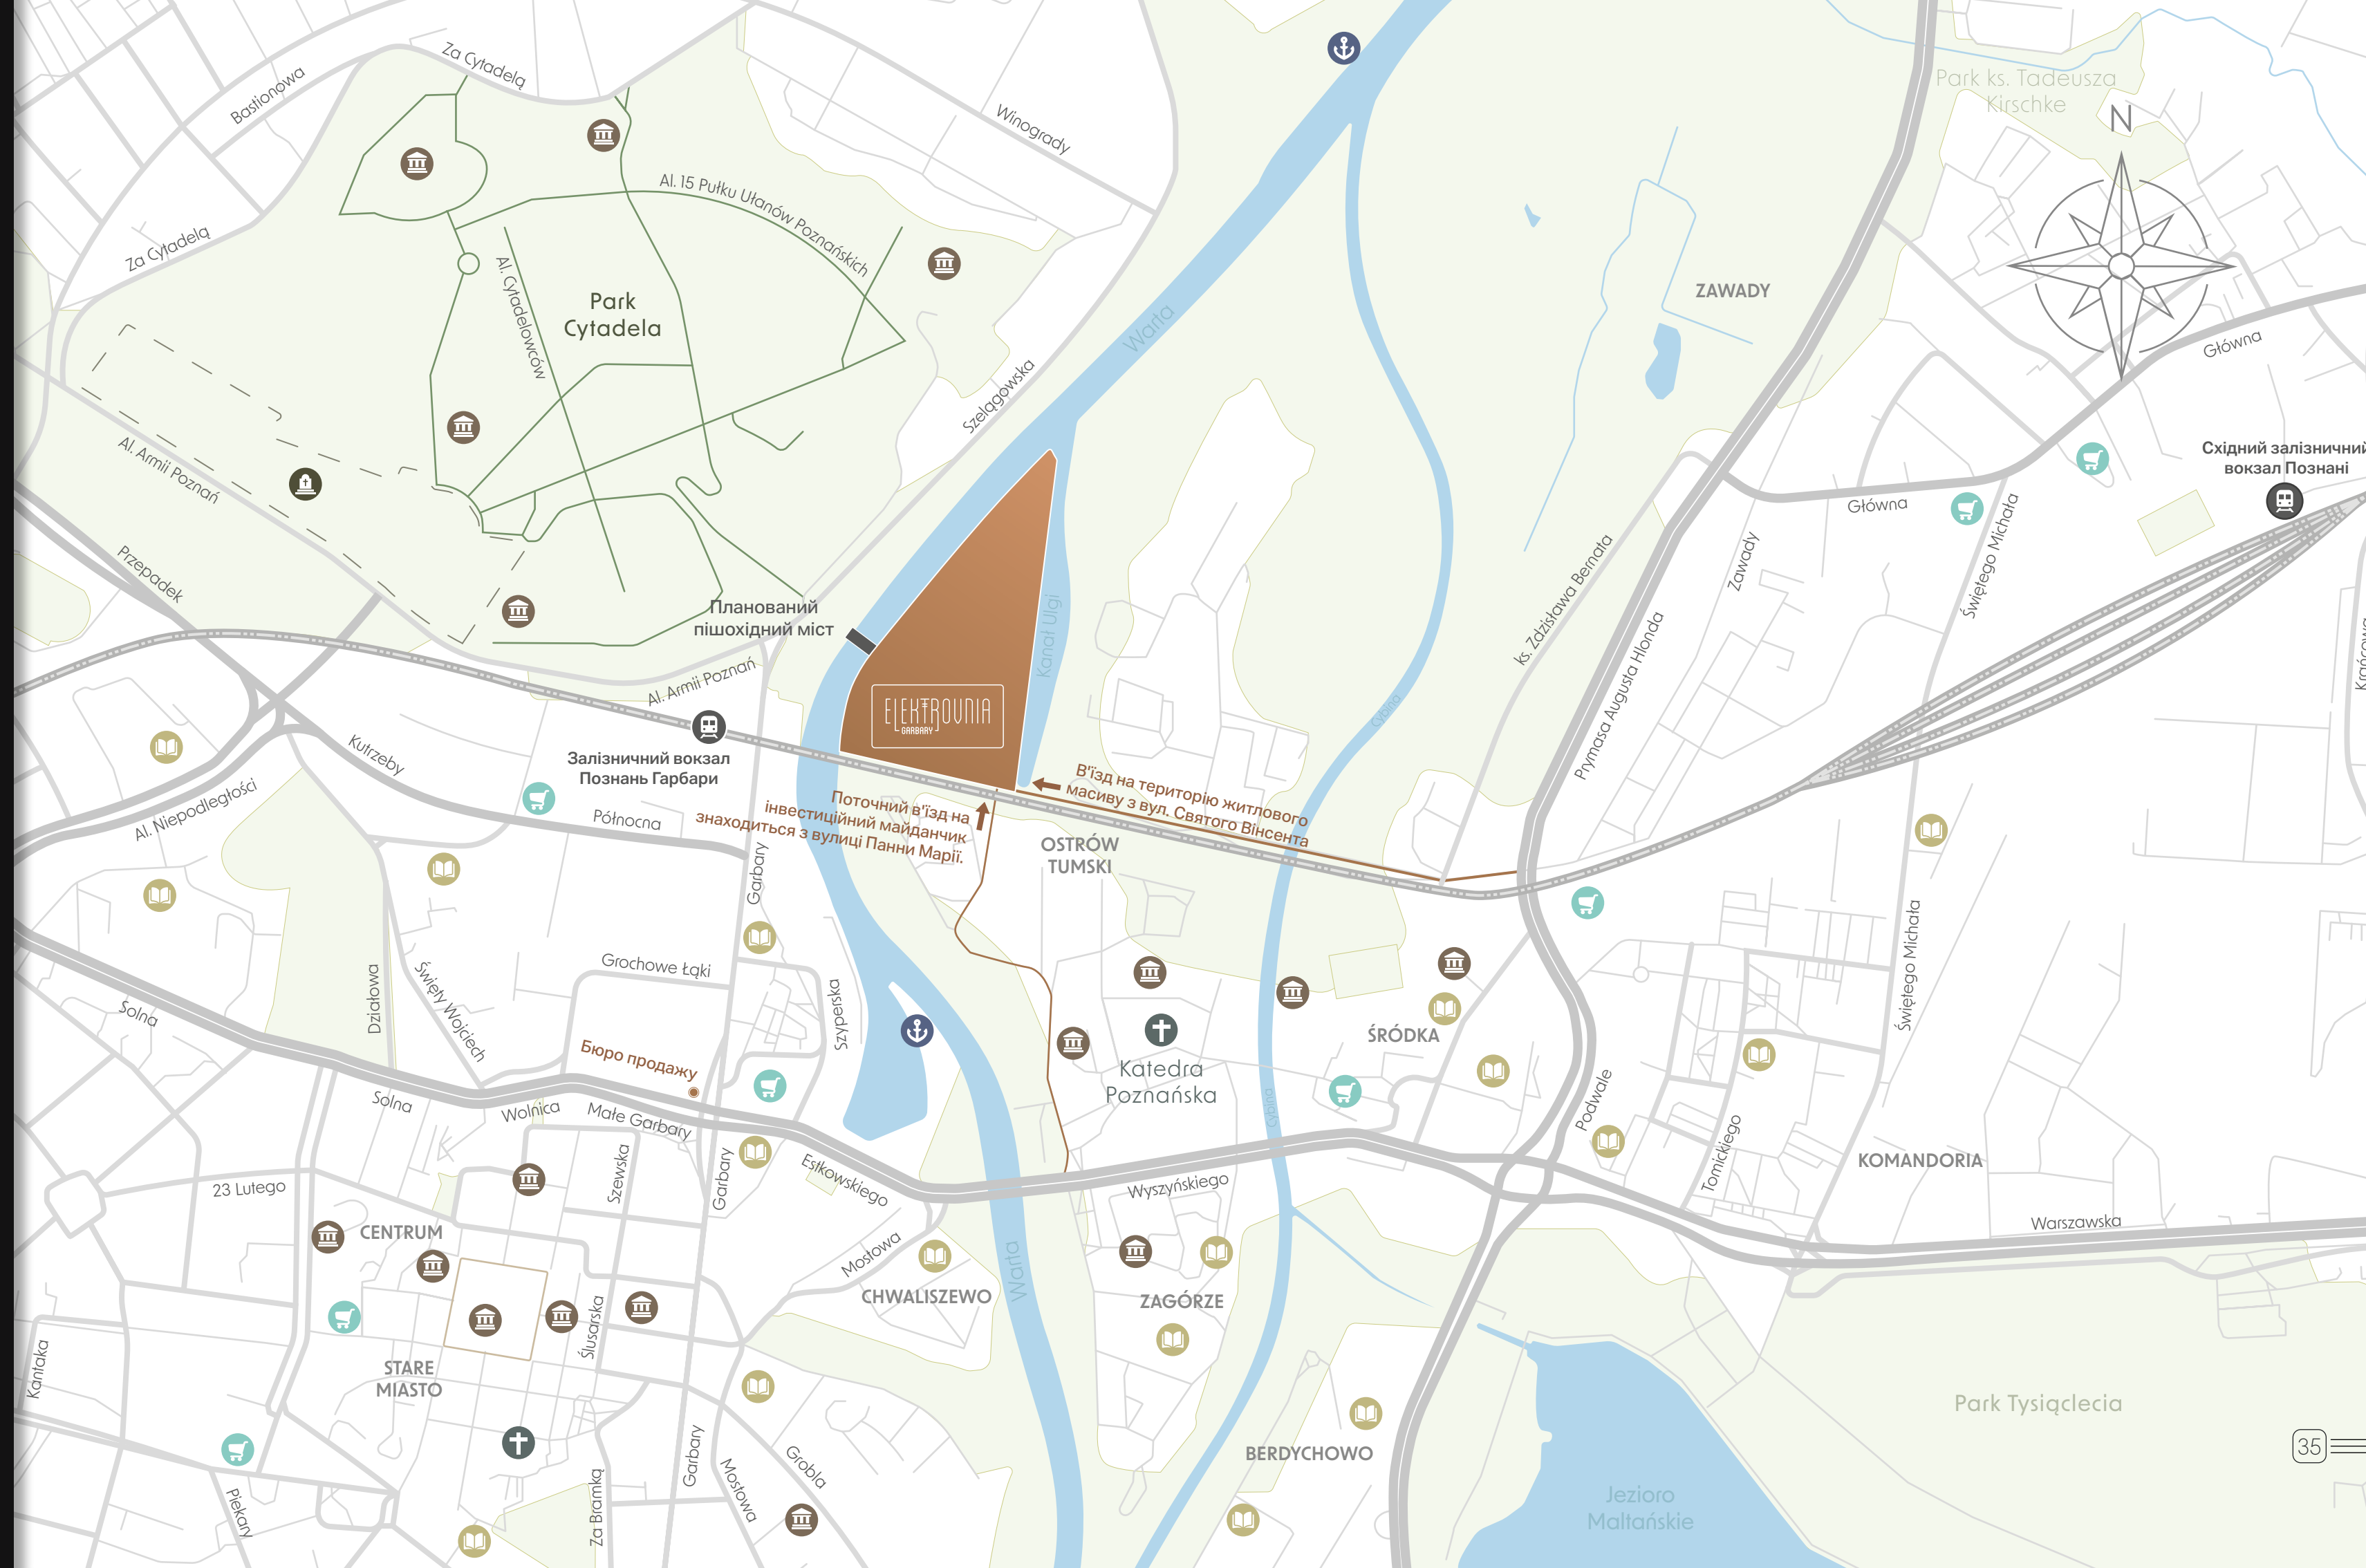 Za Cytadelą
Bastionowa
Park ks. Tadeusza
Kirschke
N
Winogrady
Al. 15 Pułku Ułanów Poznańskich
Za Cytadelą
Al. Cytadelowców
Park
Cytadela
ZAWADY
Warta
Główna
Szelągowska
Al. Armii Poznań
Східний залізничний
вокзал Познані
Główna
Zawady
Świętego Michała
Przepadek
ks. Zdzisława Bernata
Планований
пішохідний міст
Kanał Ulgi
Prymasa Augusta Hlonda
Krańcowa
Al. Armii Poznań
ELEKTROVNIA
GARBARY
Cybina
Kutrzeby
Залізничний вокзал
Познань Гарбари
Al. Niepodległości
Północna
Поточний в'їзд на
інвестиційний майданчик
знаходиться з вулиці Панни Марії.
В'їзд на територію житлового
масиву з вул. Святого Вінсента
OSTRÓW
TUMSKI
Garbary
Świętego Michała
Grochowe Łąki
Działowa
Święty Wojciech
Szyperska
Solna
ŚRÓDKA
Бюро продажу
Katedra
Poznańska
Solna
Wolnica
Małe Garbary
Cybina
Podwale
Tomickiego
KOMANDORIA
Szewska
Garbary
Estkowskiego
Wyszyńskiego
23 Lutego
CENTRUM
Warszawska
Mostowa
Warta
CHWALISZEWO
ZAGÓRZE
Ślusarska
Kantaka
STARE
MIASTO
Park Tysiąclecia
BERDYCHOWO
35
Garbary
Mostowa
Grobla
Piekary
Za Bramką
Jezioro
Maltańskie